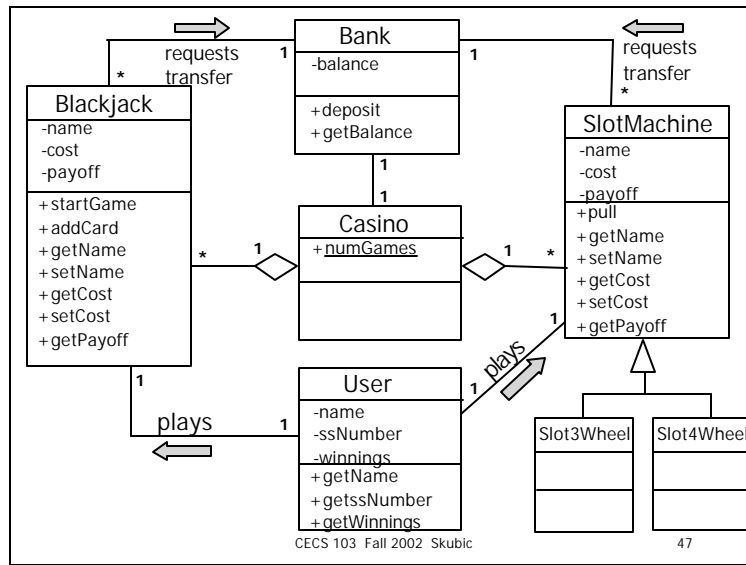 Bank
-balance
+deposit
+getBalance
1
requests
transfer
*
1
requests
transfer
*
Blackjack
-name
-cost
-payoff
+startGame
+addCard
+getName
+setName
+getCost
+setCost
+getPayoff
SlotMachine
-name
-cost
-payoff
+pull
+getName
+setName
+getCost
+setCost
+getPayoff
1
1
Casino
+numGames
*
1
1
*
1
plays
1
User
-name
-ssNumber
-winnings
+getName
+getssNumber
+getWinnings
1
plays
1
Slot3Wheel
Slot4Wheel
CECS 103 Fall 2002 Skubic
47